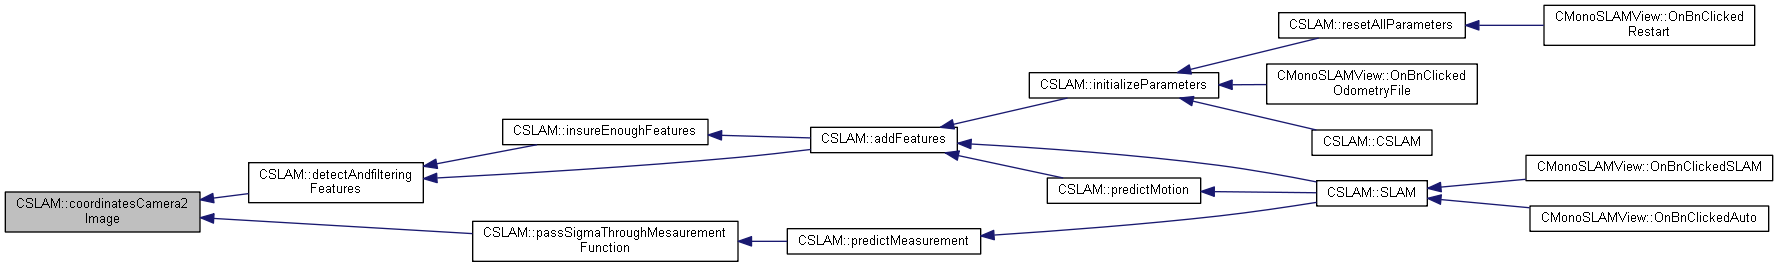 CSLAM::coordinatesCamera2
Image
CSLAM::detectAndfiltering
Features
CSLAM::insureEnoughFeatures
CSLAM::passSigmaThroughMesaurement
Function
CSLAM::addFeatures
CSLAM::predictMeasurement
CSLAM::initializeParameters
CSLAM::predictMotion
CSLAM::resetAllParameters
CMonoSLAMView::OnBnClicked
OdometryFile
CSLAM::CSLAM
CSLAM::SLAM
CMonoSLAMView::OnBnClicked
Restart
CMonoSLAMView::OnBnClickedSLAM
CMonoSLAMView::OnBnClickedAuto